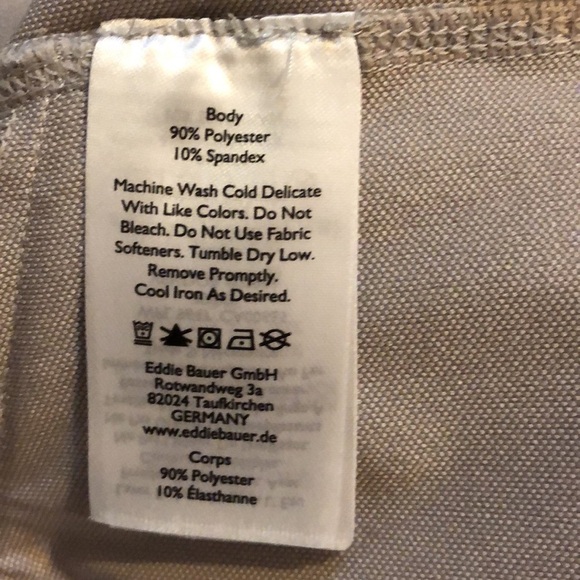 Body
90% Polyester
10% Spandex
Machine Wash Cold Delicate
With Like Colors. Do Not
Bleach. Do Not Use Fabric
Softeners. Tumble Dry Low.
Remove Promptly.
Cool Iron As Desired.
Eddie Bauer GmbH
Rotwandweg 3a
82024 Taufkirchen
GERMANY
www.eddiebauer.de
Corps
90% Polyester
10% Élasthanne